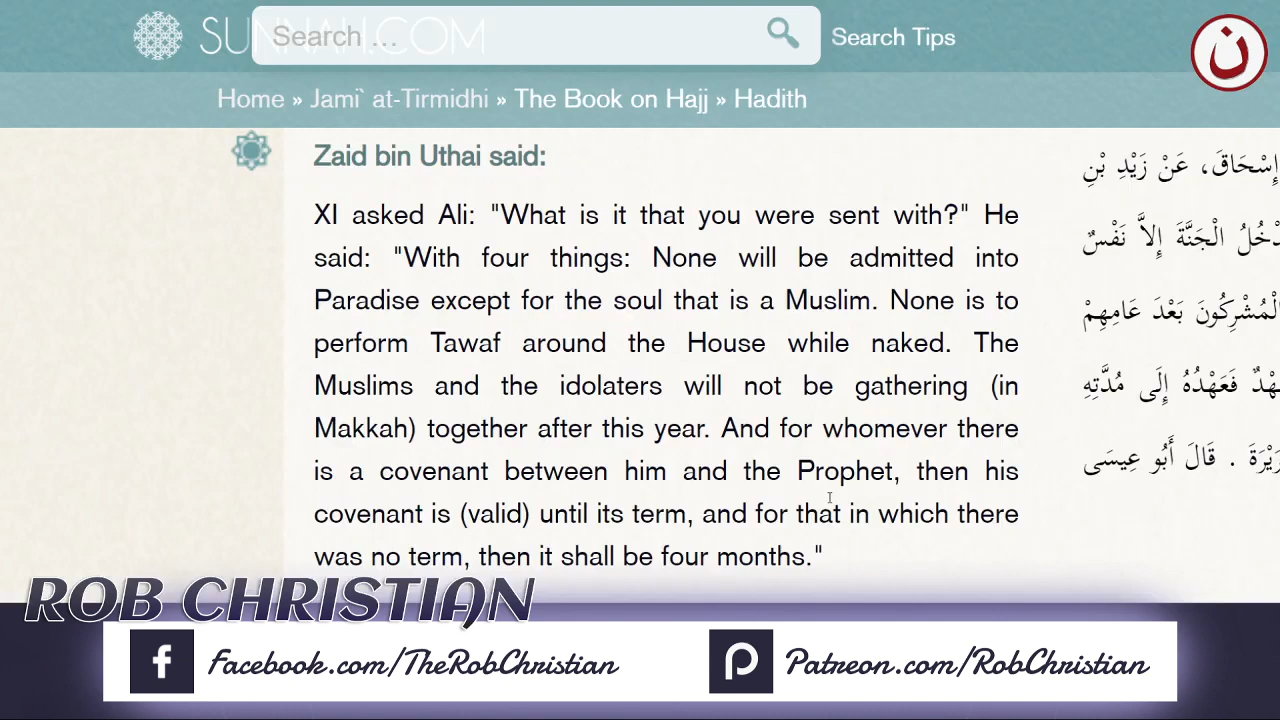 SUNNAH.COM
Search ...
Search Tips
ن
Home » Jami` at-Tirmidhi » The Book on Hajj » Hadith
Zaid bin Uthai said:
XI asked Ali: "What is it that you were sent with?" He
said: "With four things: None will be admitted into
Paradise except for the soul that is a Muslim. None is to
perform Tawaf around the House while naked. The
Muslims and the idolaters will not be gathering (in
Makkah) together after this year. And for whomever there
is a covenant between him and the Prophet, then his
covenant is (valid) until its term, and for that in which there
was no term, then it shall be four months."
إِسْحَاقَ، عَنْ زَيْدِ بْنِ
الْجَنَّةَ إِلاَّ نَفْسٌ
الْمُشْرِكُونَ بَعْدَ عَامِهِمْ
فَعَهْدُهُ إِلَى مُدَّتِهِ
. قَالَ أَبُو عِيسَى
ROB CHRISTIAN
f Facebook.com/TheRobChristian
Patreon.com/RobChristian